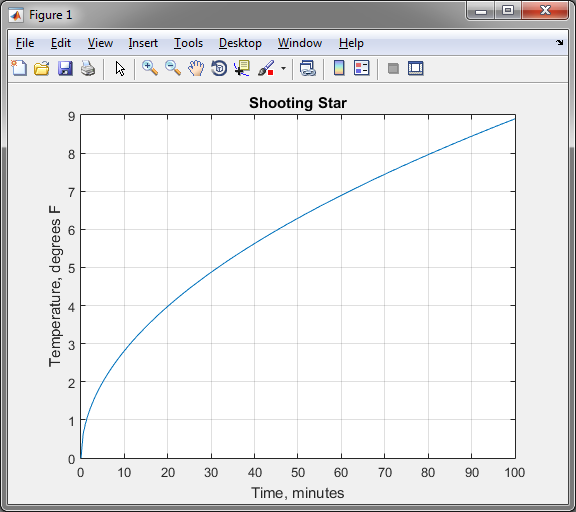 Figure 1
File Edit View Insert Tools Desktop Window Help
Shooting Star
9
8
7
6
5
4
3
2
1
0
Temperature, degrees F
0 10 20 30 40 50 60 70 80 90 100
Time, minutes